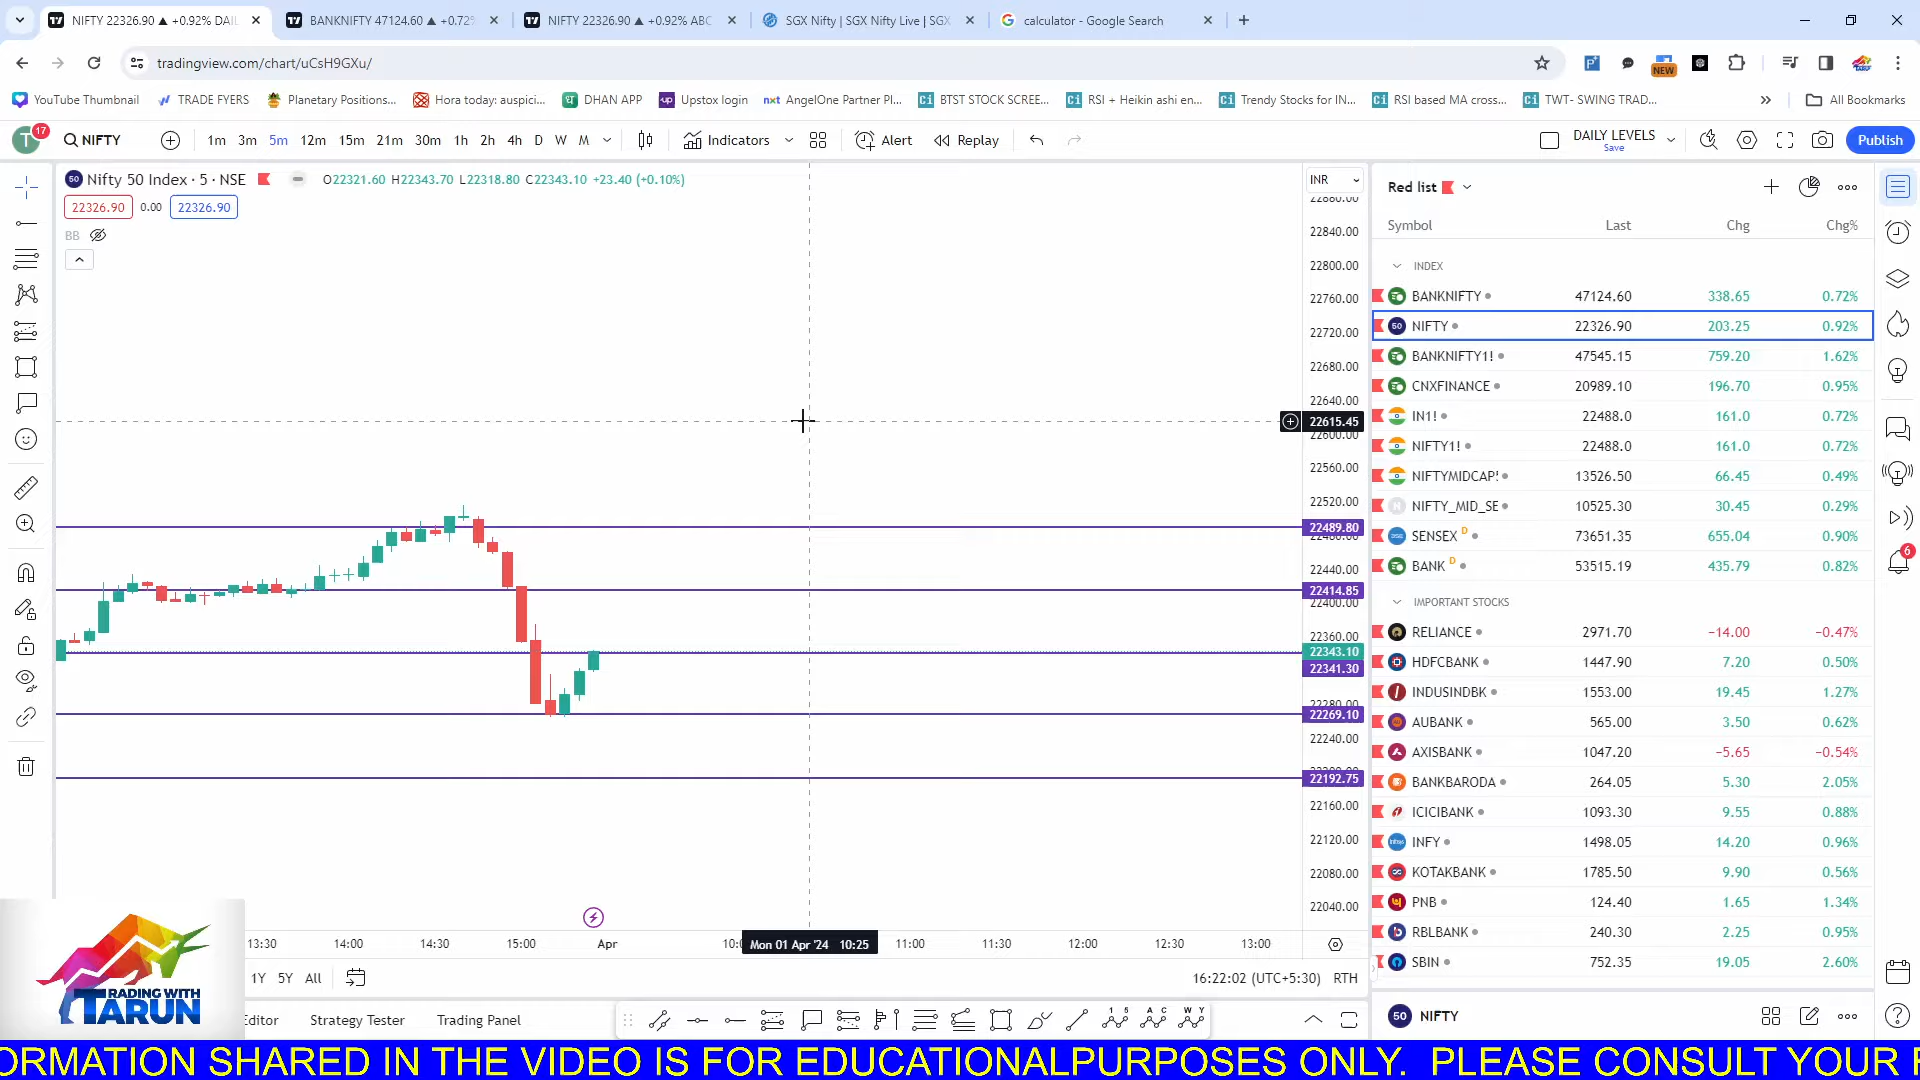 NIFTY 22326.90 ▲ +0.92% DAIL
BANKNIFTY 47124.60 ▲ +0.72%
NIFTY 22326.90 ▲ +0.92% ABC
SGX Nifty | SGX Nifty Live | SGX
calculator - Google Search
tradingview.com/chart/uCsH9GXu/
NEW
YouTube Thumbnail
TRADE FYERS
Planetary Positions...
Hora today: auspici...
DHAN APP
Upstox login
AngelOne Partner Pl...
BTST STOCK SCREE...
RSI + Heikin ashi en...
Trendy Stocks for IN...
RSI based MA cross...
TWT- SWING TRAD...
All Bookmarks
T 17
NIFTY
1m 3m 5m 12m 15m 21m 30m 1h 2h 4h D W M
Indicators
Alert
Replay
DAILY LEVELS
Save
Publish
Nifty 50 Index · 5 · NSE
O22321.60 H22343.70 L22318.80 C22343.10 +23.40 (+0.10%)
22326.90 0.00 22326.90
BB
INR
22880.00
22840.00
22800.00
22760.00
22720.00
22680.00
22640.00
22615.45
22600.00
22560.00
22520.00
22489.80
22480.00
22440.00
22414.85
22400.00
22360.00
22343.10
22341.30
22280.00
22269.10
22240.00
22192.75
22160.00
22120.00
22080.00
22040.00
13:30 14:00 14:30 15:00 Apr Mon 01 Apr '24 10:25 11:00 11:30 12:00 12:30 13:00
1Y 5Y All
16:22:02 (UTC+5:30) RTH
Editor Strategy Tester Trading Panel
Red list
Symbol Last Chg Chg%
INDEX
BANKNIFTY 47124.60 338.65 0.72%
NIFTY 22326.90 203.25 0.92%
BANKNIFTY1! 47545.15 759.20 1.62%
CNXFINANCE 20989.10 196.70 0.95%
IN1! 22488.0 161.0 0.72%
NIFTY1! 22488.0 161.0 0.72%
NIFTYMIDCAP! 13526.50 66.45 0.49%
NIFTY_MID_SE 10525.30 30.45 0.29%
SENSEX D 73651.35 655.04 0.90%
BANK D 53515.19 435.79 0.82%
IMPORTANT STOCKS
RELIANCE 2971.70 −14.00 −0.47%
HDFCBANK 1447.90 7.20 0.50%
INDUSINDBK 1553.00 19.45 1.27%
AUBANK 565.00 3.50 0.62%
AXISBANK 1047.20 −5.65 −0.54%
BANKBARODA 264.05 5.30 2.05%
ICICIBANK 1093.30 9.55 0.88%
INFY 1498.05 14.20 0.96%
KOTAKBANK 1785.50 9.90 0.56%
PNB 124.40 1.65 1.34%
RBLBANK 240.30 2.25 0.95%
SBIN 752.35 19.05 2.60%
50 NIFTY
6
TRADING WITH
TARUN
ORMATION SHARED IN THE VIDEO IS FOR EDUCATIONALPURPOSES ONLY. PLEASE CONSULT YOUR F